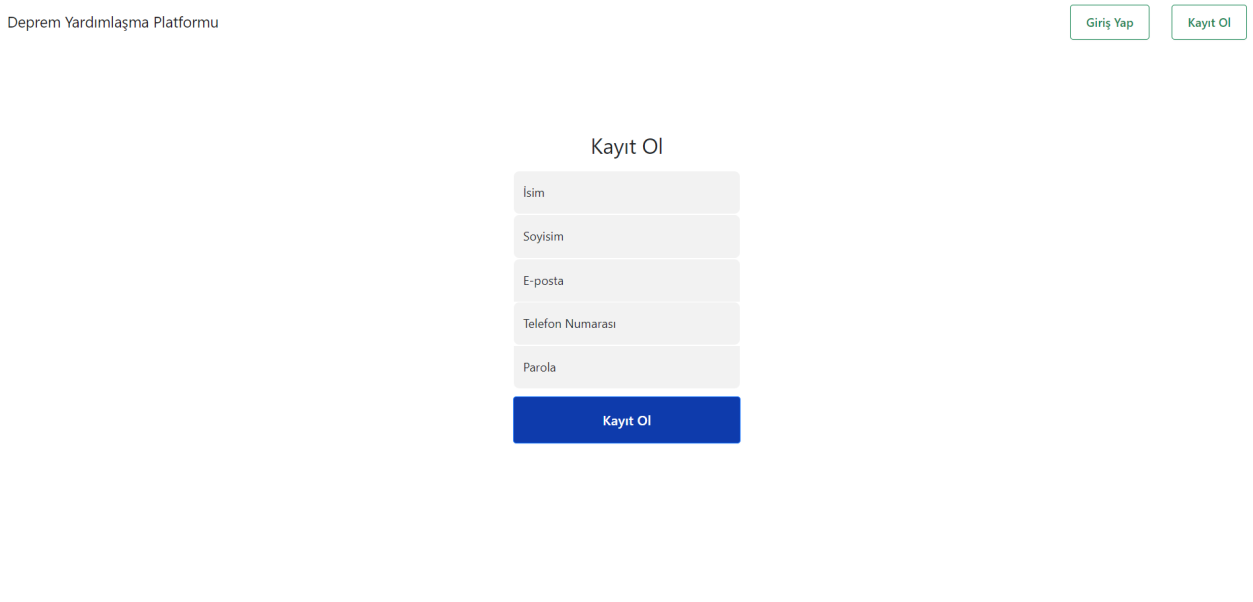 Deprem Yardımlaşma Platformu
Giriş Yap
Kayıt Ol
Kayıt Ol
İsim
Soyisim
E-posta
Telefon Numarası
Parola
Kayıt Ol